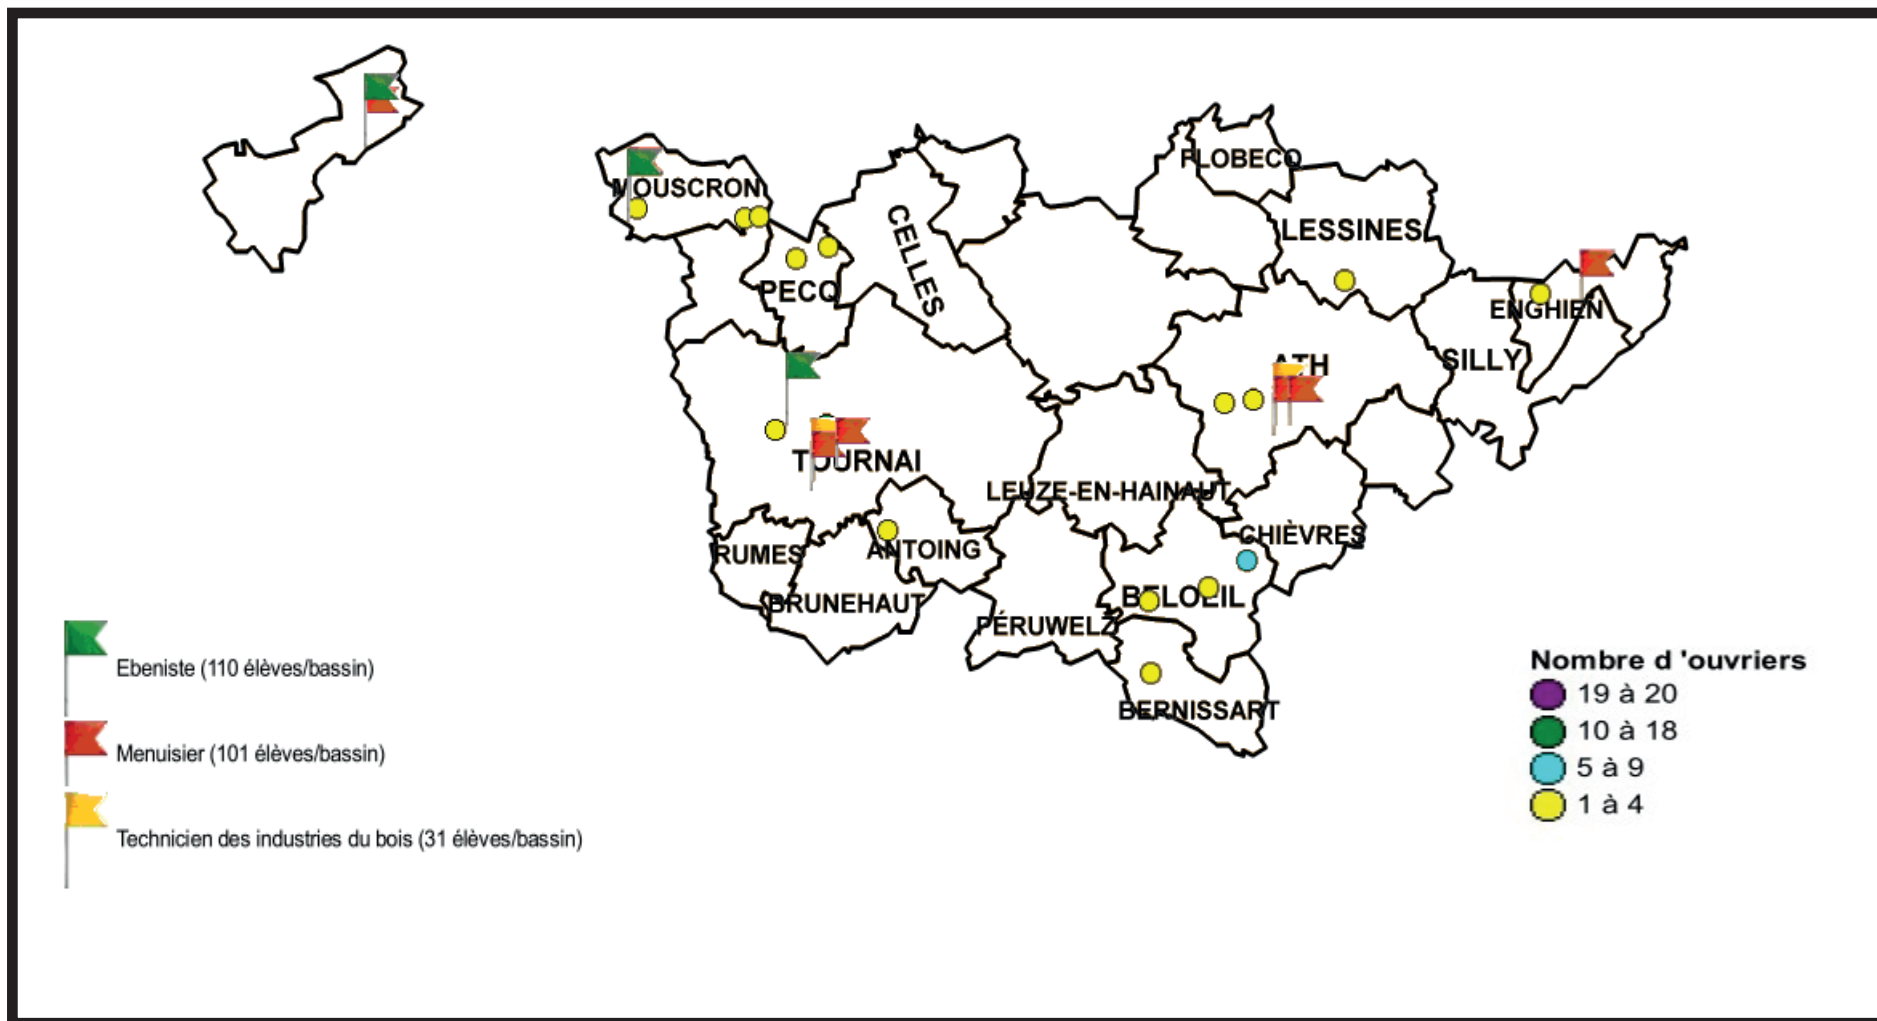 FLOBECQ
MOUSCRON
CELLES
LESSINES
PECQ
ENGHIEN
ATH
SILLY
TOURNAI
LEUZE-EN-HAINAUT
CHIÈVRES
RUMES
ANTOING
BRUNEHAUT
BELOEIL
PÉRUWELZ
BERNISSART
Ebeniste (110 élèves/bassin)
Menuisier (101 élèves/bassin)
Technicien des industries du bois (31 élèves/bassin)
Nombre d 'ouvriers
19 à 20
10 à 18
5 à 9
1 à 4